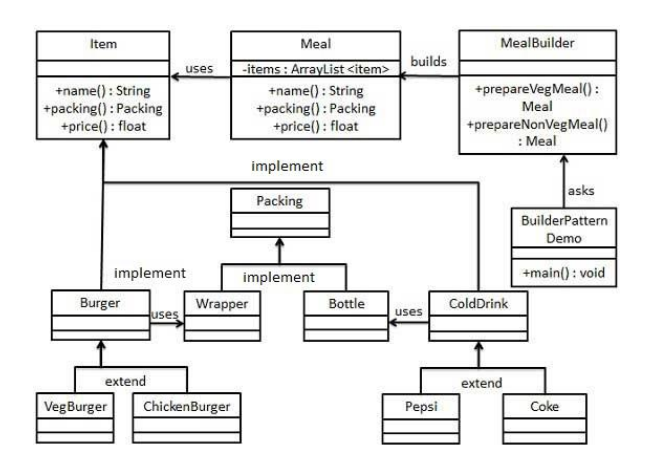 Item
+name() : String
+packing() : Packing
+price() : float
uses
Meal
-items : ArrayList <item>
+name() : String
+packing() : Packing
+price() : float
builds
MealBuilder
+prepareVegMeal() :
Meal
+prepareNonVegMeal()
: Meal
implement
asks
Packing
BuilderPattern
Demo
+main() : void
implement
implement
Burger
uses
Wrapper
Bottle
uses
ColdDrink
extend
extend
VegBurger
ChickenBurger
Pepsi
Coke